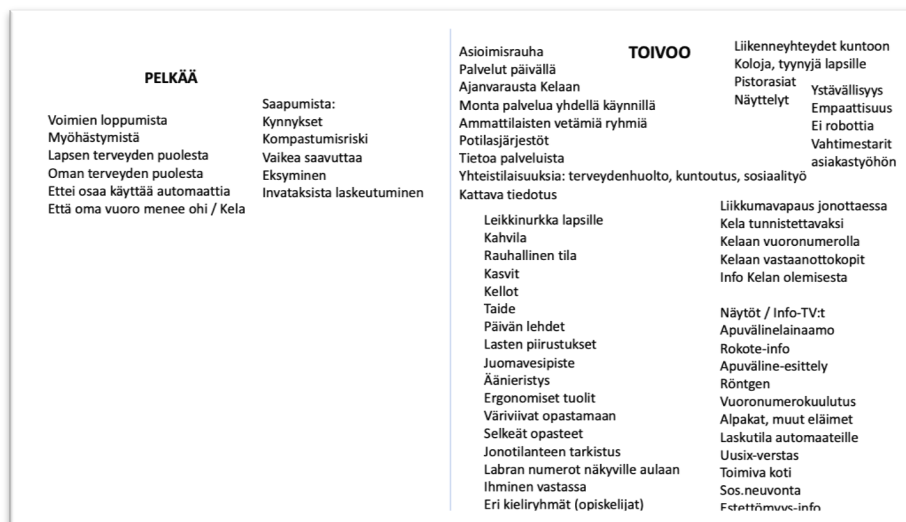 PELKÄÄ
Voimien loppumista
Myöhästymistä
Lapsen terveyden puolesta
Oman terveyden puolesta
Ettei osaa käyttää automaattia
Että oma vuoro menee ohi / Kela
Saapumista:
Kynnykset
Kompastumisriski
Vaikea saavuttaa
Eksyminen
Invataksista laskeutuminen
TOIVOO
Asioimisrauha
Palvelut päivällä
Ajanvarausta Kelaan
Monta palvelua yhdellä käynnillä
Ammattilaisten vetämiä ryhmiä
Potilasjärjestöt
Tietoa palveluista
Yhteistilaisuuksia: terveydenhuolto, kuntoutus, sosiaalityö
Kattava tiedotus
Leikkinurkka lapsille
Kahvila
Rauhallinen tila
Kasvit
Kellot
Taide
Päivän lehdet
Lasten piirustukset
Juomavesipiste
Äänieristys
Ergonomiset tuolit
Väriviivat opastamaan
Selkeät opasteet
Jonotilanteen tarkistus
Labran numerot näkyville aulaan
Ihminen vastassa
Eri kieliryhmät (opiskelijat)
Liikenneyhteydet kuntoon
Koloja, tyynyjä lapsille
Pistorasiat
Näyttelyt
Ystävällisyys
Empaattisuus
Ei robottia
Vahtimestarit
asiakastyöhön
Liikkumavapaus jonottaessa
Kela tunnistettavaksi
Kelaan vuoronumerolla
Kelaan vastaanottokopit
Info Kelan olemisesta
Näytöt / Info-TV:t
Apuvälinelainaamo
Rokote-info
Apuväline-esittely
Röntgen
Vuoronumerokuulutus
Alpakat, muut eläimet
Laskutila automaateille
Uusix-verstas
Toimiva koti
Sos.neuvonta
Estettömyys-info